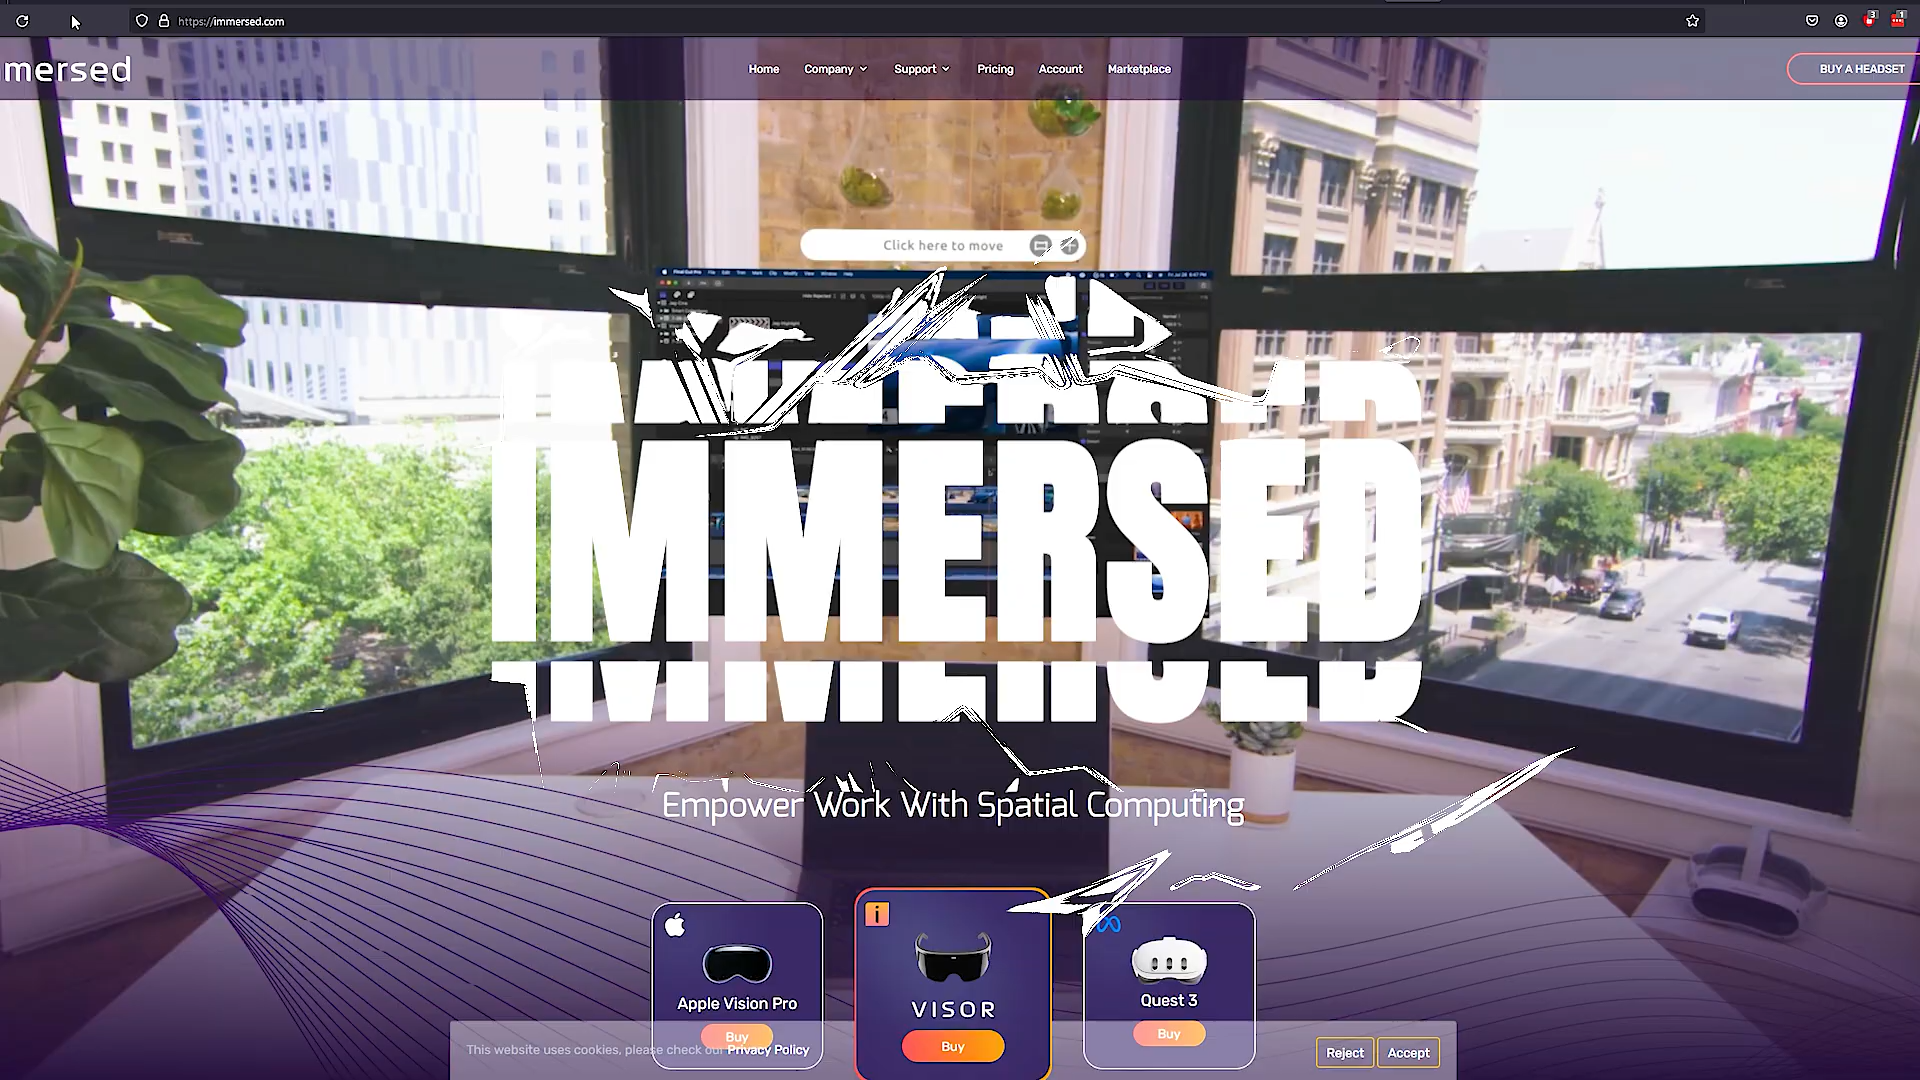 https://immersed.com
mersed
Home Company Support Pricing Account Marketplace
BUY A HEADSET
Click here to move
IMMERSED
IMMERSED
IMMERSED
Empower Work With Spatial Computing
Apple Vision Pro
Buy
VISOR
Buy
Quest 3
Buy
This website uses cookies, please check our Privacy Policy
Reject Accept